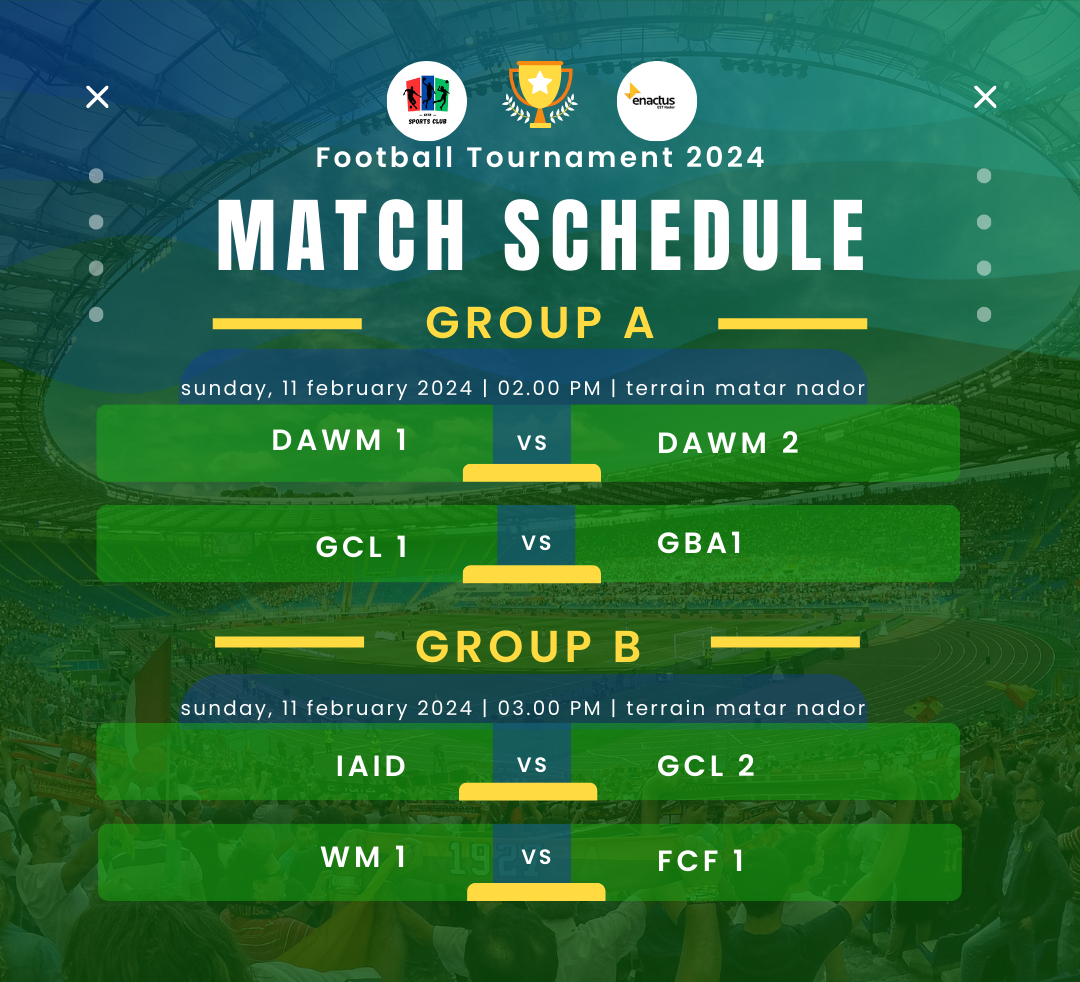 SPORTS CLUB
enactus
EST Nador
Football Tournament 2024
MATCH SCHEDULE
GROUP A
sunday, 11 february 2024 | 02.00 PM | terrain matar nador
DAWM 1 VS DAWM 2
GCL 1 VS GBA1
GROUP B
sunday, 11 february 2024 | 03.00 PM | terrain matar nador
IAID VS GCL 2
WM 1 VS FCF 1